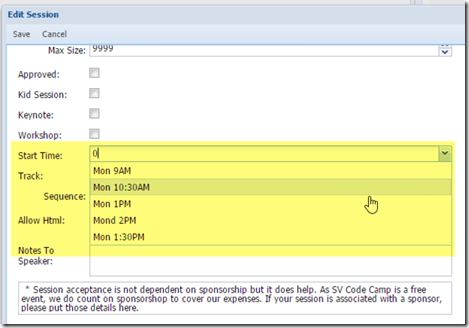 Edit Session
Save Cancel
Max Size: 9999
Approved:
Kid Session:
Keynote:
Workshop:
Start Time: 0
Track: Mon 9AM
Mon 10:30AM
Sequence: Mon 1PM
Allow Html: Mond 2PM
Mon 1:30PM
Notes To
Speaker:
* Session acceptance is not dependent on sponsorship but it does help. As SV Code Camp is a free
event, we do count on sponsorshop to cover our expenses. If your session is associated with a sponsor,
please put those details here.